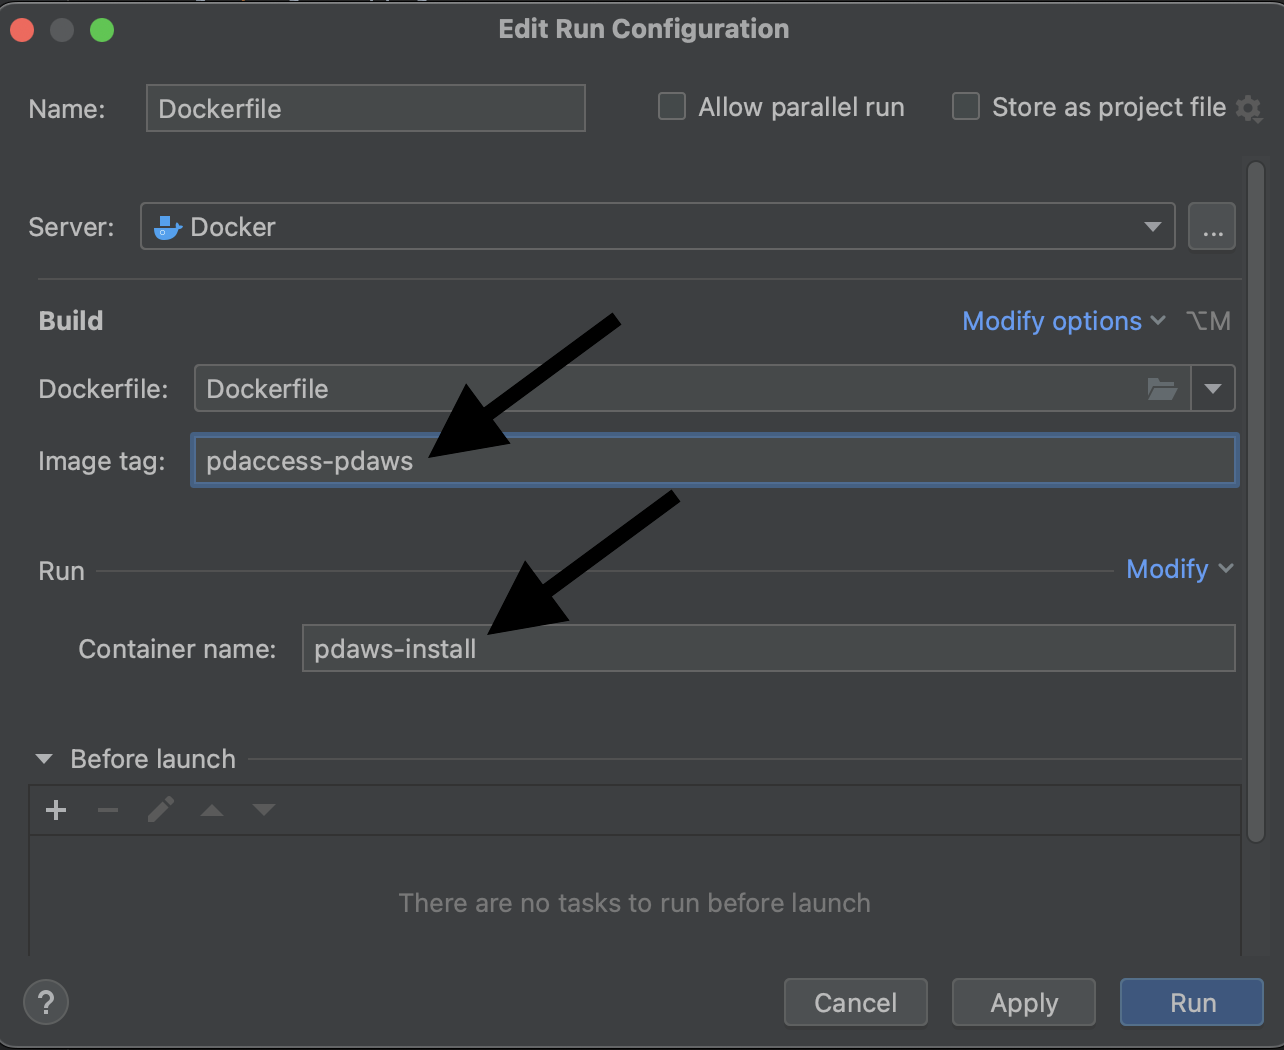 Edit Run Configuration
Name: Dockerfile Allow parallel run Store as project file
Server: Docker ...
Build Modify options ⌥M
Dockerfile: Dockerfile
Image tag: pdaccess-pdaws
Run Modify
Container name: pdaws-install
Before launch
There are no tasks to run before launch
? Cancel Apply Run